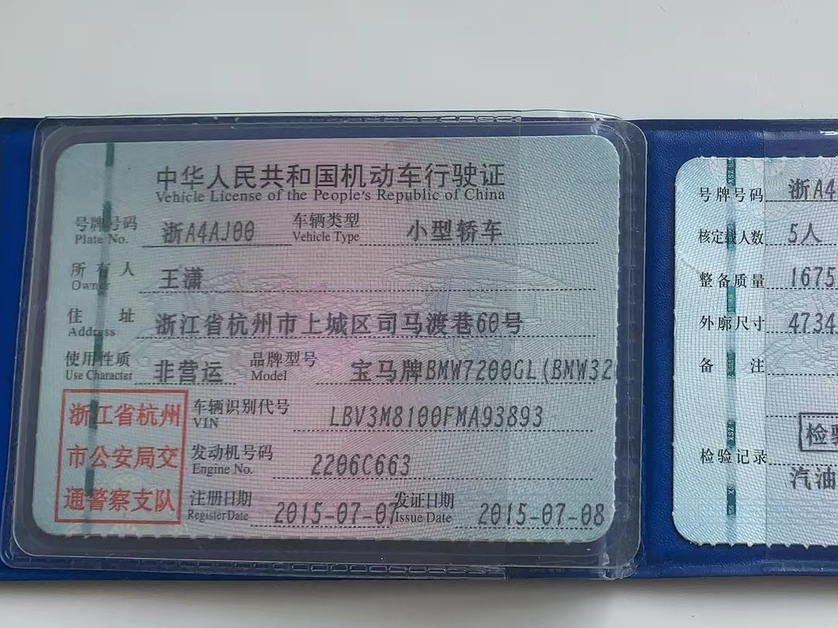 中华人民共和国机动车行驶证
Vehicle License of the People's Republic of China
号牌号码 浙A4AJ00 车辆类型 小型轿车
Plate No. Vehicle Type
所有人 王潇
Owner
住址 浙江省杭州市上城区司马渡巷60号
Address
使用性质 非营运 品牌型号 宝马牌BMW7200GL(BMW32
Use Character Model
浙江省杭州
市公安局交
通警察支队
车辆识别代号 LBV3M8100FMA93893
VIN
发动机号码 2206C663
Engine No.
注册日期 2015-07-07 发证日期 2015-07-08
Register Date Issue Date
号牌号码 浙A4
核定载人数 5人
整备质量 1675
外廓尺寸 4734
备注
检验
检验记录
汽油